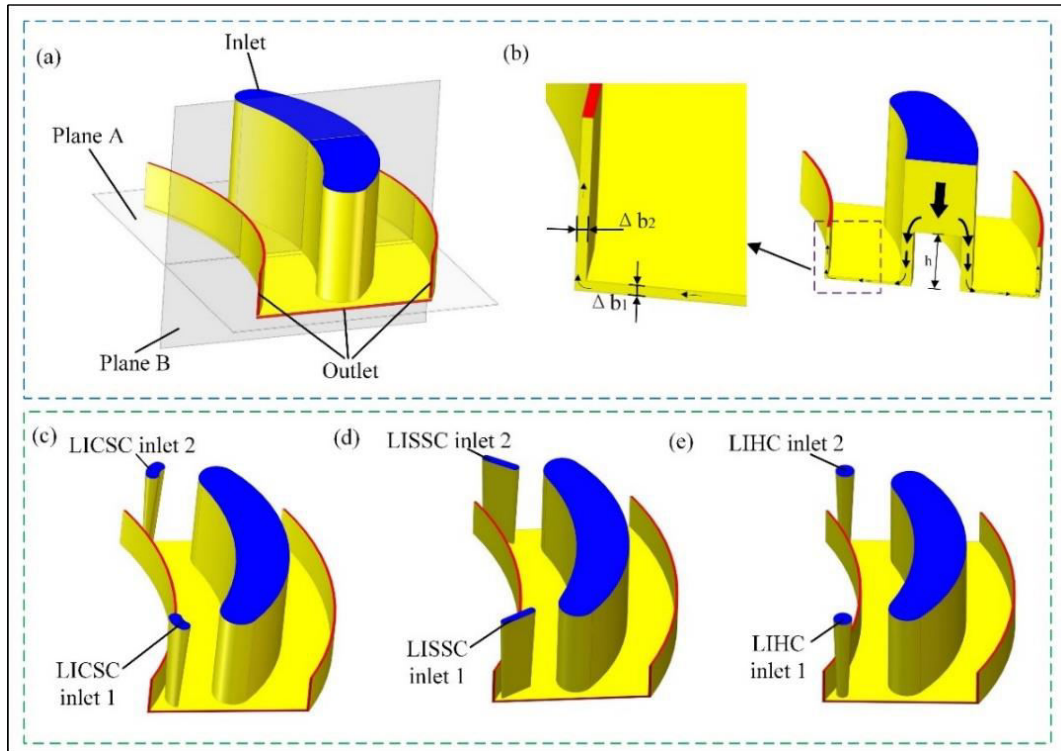 (a)
Inlet
Plane A
Plane B
Outlet
(b)
Δ b2
Δ b1
h
(c)
LICSC inlet 2
LICSC
inlet 1
(d)
LISSC inlet 2
LISSC
inlet 1
(e)
LIHC inlet 2
LIHC
inlet 1